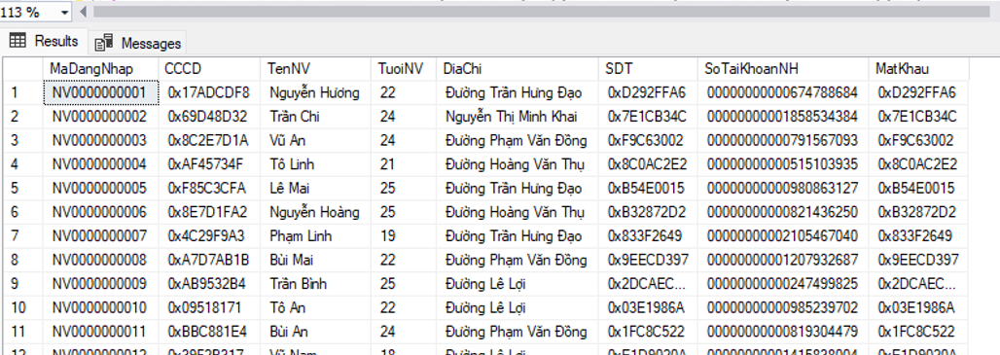 113 %
Results Messages
MaDangNhap CCCD TenNV TuoiNV DiaChi SDT SoTaiKhoanNH MatKhau
1 NV0000000001 0x17ADCDF8 Nguyễn Hương 22 Đường Trần Hưng Đạo 0xD292FFA6 00000000000674788684 0xD292FFA6
2 NV0000000002 0x69D48D32 Trần Chi 24 Nguyễn Thị Minh Khai 0x7E1CB34C 00000000001858534384 0x7E1CB34C
3 NV0000000003 0x8C2E7D1A Vũ An 24 Đường Phạm Văn Đồng 0xF9C63002 00000000000791567093 0xF9C63002
4 NV0000000004 0xAF45734F Tô Linh 21 Đường Hoàng Văn Thụ 0x8C0AC2E2 00000000000515103935 0x8C0AC2E2
5 NV0000000005 0xF85C3CFA Lê Mai 25 Đường Trần Hưng Đạo 0xB54E0015 00000000000980863127 0xB54E0015
6 NV0000000006 0x8E7D1FA2 Nguyễn Hoàng 25 Đường Hoàng Văn Thụ 0xB32872D2 00000000000821436250 0xB32872D2
7 NV0000000007 0x4C29F9A3 Phạm Linh 19 Đường Trần Hưng Đạo 0x833F2649 00000000002105467040 0x833F2649
8 NV0000000008 0xA7D7AB1B Bùi Mai 22 Đường Phạm Văn Đồng 0x9EECD397 00000000001207932687 0x9EECD397
9 NV0000000009 0xAB9532B4 Trần Bình 25 Đường Lê Lợi 0x2DCAEC... 00000000000247499825 0x2DCAEC...
10 NV0000000010 0x09518171 Tô An 22 Đường Lê Lợi 0x03E1986A 00000000000985239702 0x03E1986A
11 NV0000000011 0xBBC881E4 Bùi An 24 Đường Phạm Văn Đồng 0x1FC8C522 00000000000819304479 0x1FC8C522
12 NV0000000012 Vũ Nam 18 Đường Lê Lợi